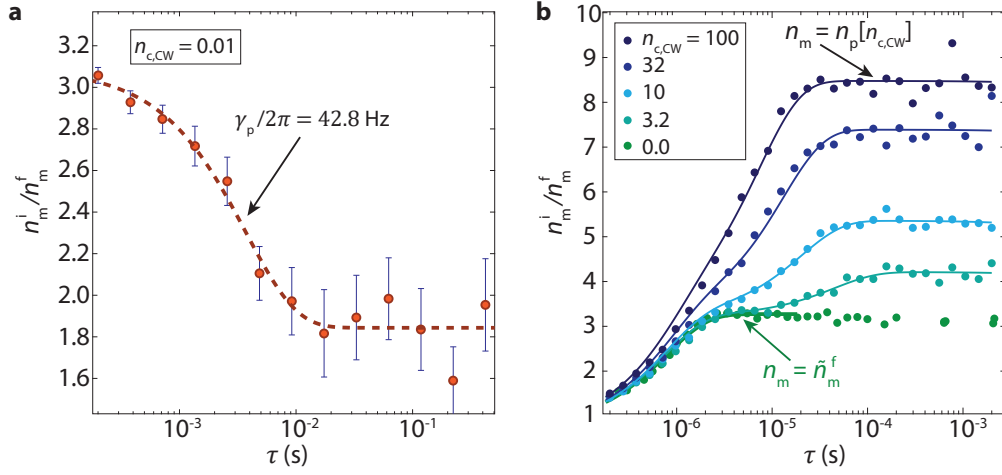 a
n_c,CW = 0.01
γ_p/2π = 42.8 Hz
n_m^i/n_m^f
3.2
3.0
2.8
2.6
2.4
2.2
2.0
1.8
1.6
10^-3
10^-2
10^-1
τ (s)
b
n_c,CW = 100
32
10
3.2
0.0
n_m = n_p[n_c,CW]
n_m = ñ_m^f
n_m^i/n_m^f
10
9
8
7
6
5
4
3
2
1
10^-6
10^-5
10^-4
10^-3
τ (s)